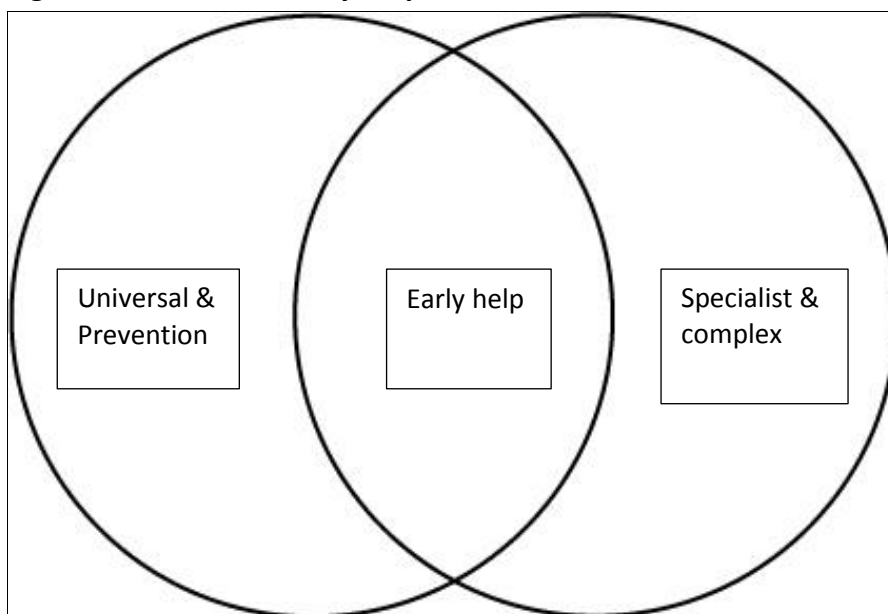 Universal &
Prevention
Early help
Specialist &
complex